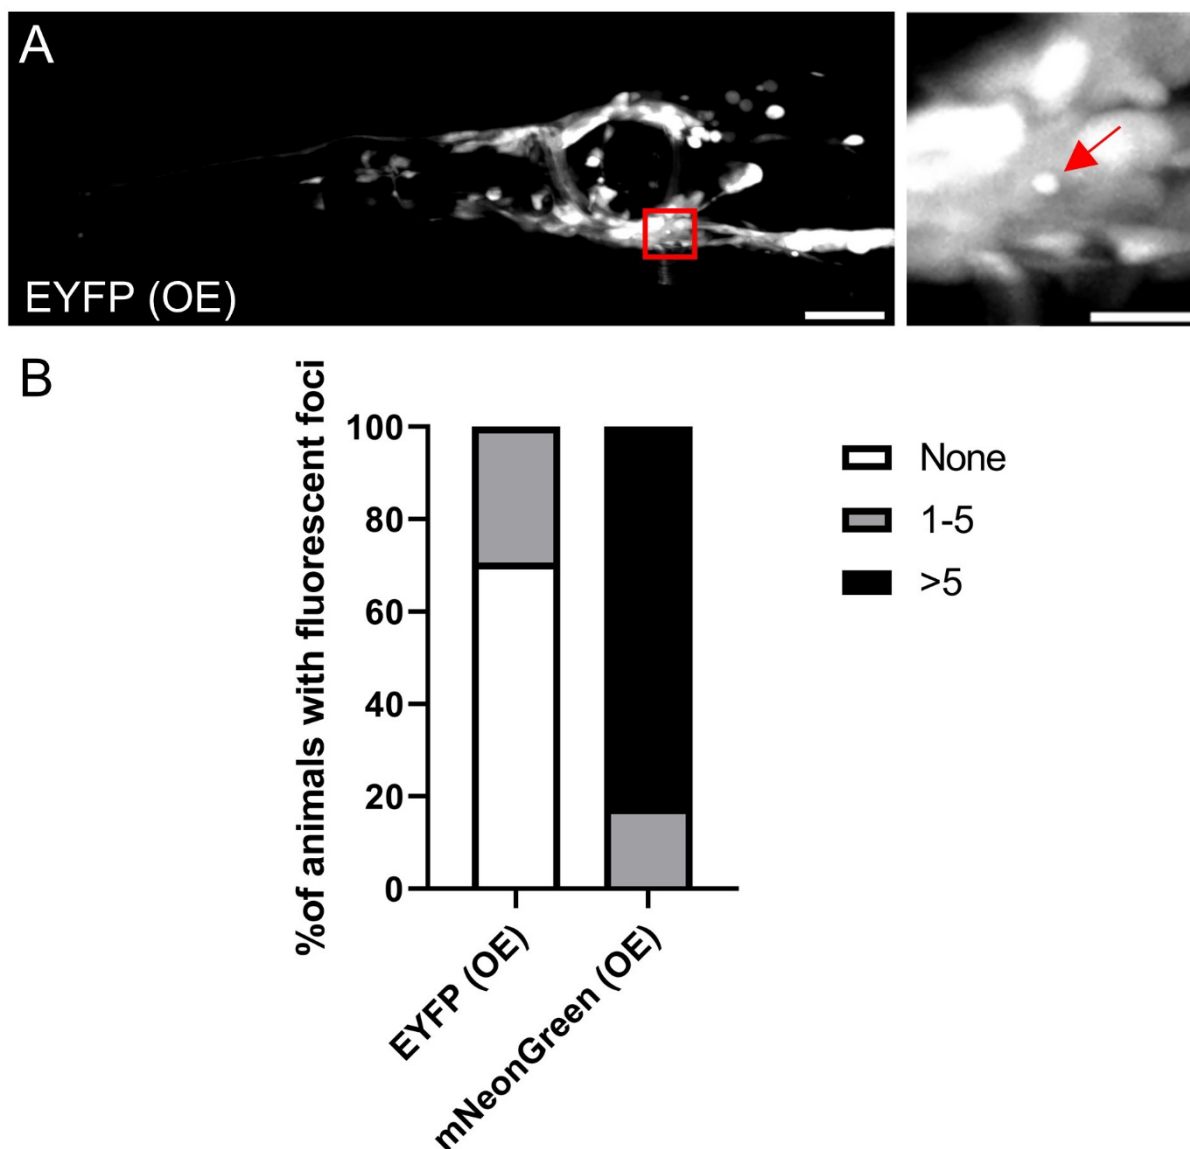 A
EYFP (OE)
B
%of animals with fluorescent foci
100
80
60
40
20
0
EYFP (OE)
mNeonGreen (OE)
None
1-5
>5